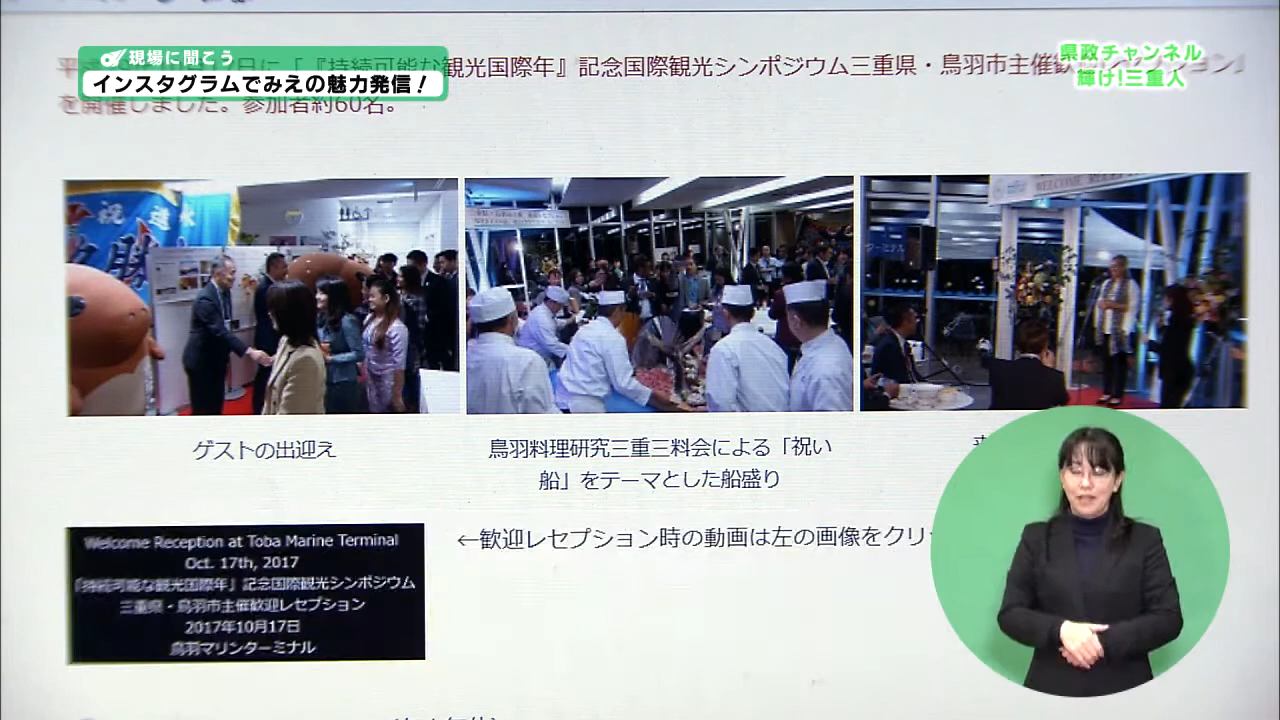 現場に聞こう
インスタグラムでみえの魅力発信！
県政チャンネル
輝け!三重人
観光国際年』記念国際観光シンポジウム三重県・鳥羽市主催
を開催しました。参加者約60名。
ゲストの出迎え
鳥羽料理研究三重三料会による「祝い
船」をテーマとした船盛り
←歓迎レセプション時の動画は左の画像をクリ
Welcome Reception at Toba Marine Terminal
Oct. 17th, 2017
「持続可能な観光国際年」記念国際観光シンポジウム
三重県・鳥羽市主催歓迎レセプション
2017年10月17日
鳥羽マリンターミナル